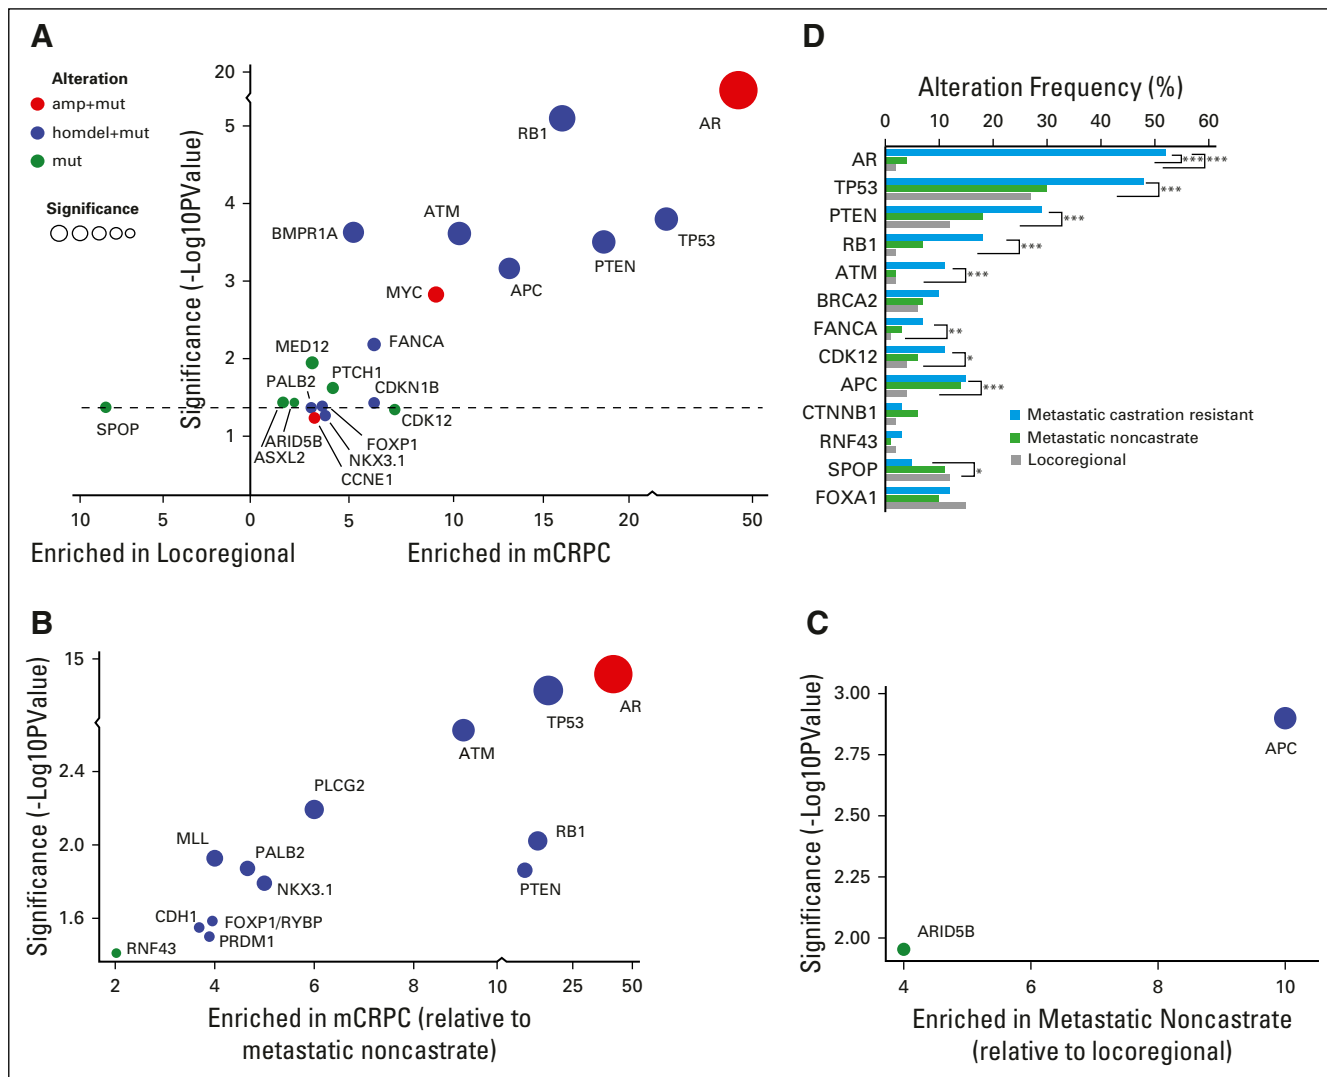 A
Alteration
amp+mut
homdel+mut
mut
Significance
Significance (-Log10PValue)
20
5
4
3
2
1
AR
RB1
TP53
ATM
BMPR1A
PTEN
APC
MYC
FANCA
MED12
PTCH1
PALB2
CDKN1B
CDK12
SPOP
ARID5B
ASXL2
FOXP1
NKX3.1
CCNE1
10 5 0 5 10 15 20 50
Enriched in Locoregional
Enriched in mCRPC
D
Alteration Frequency (%)
0 10 20 30 40 50 60
AR *** ***
TP53 ***
PTEN ***
RB1 ***
ATM ***
BRCA2
FANCA **
CDK12 *
APC ***
CTNNB1
RNF43
SPOP *
FOXA1
Metastatic castration resistant
Metastatic noncastrate
Locoregional
B
Significance (-Log10PValue)
15
2.4
2.0
1.6
AR
TP53
ATM
PLCG2
RB1
MLL
PALB2
PTEN
NKX3.1
CDH1
FOXP1/RYBP
PRDM1
RNF43
2 4 6 8 10 25 50
Enriched in mCRPC (relative to
metastatic noncastrate)
C
Significance (-Log10PValue)
3.00
2.75
2.50
2.25
2.00
APC
ARID5B
4 6 8 10
Enriched in Metastatic Noncastrate
(relative to locoregional)